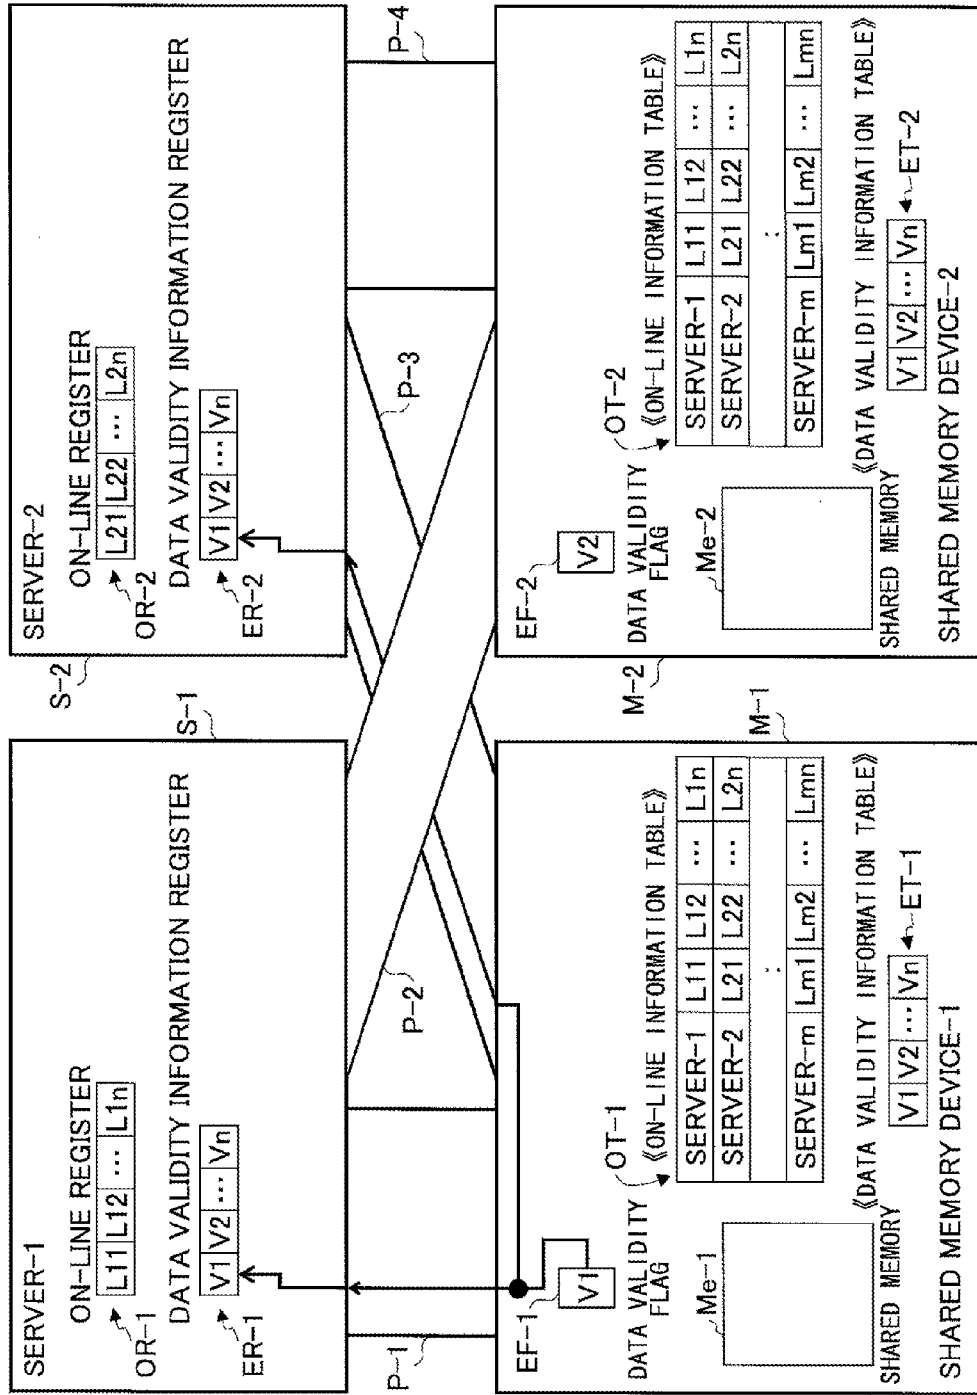 SERVER-1
ON-LINE REGISTER
L11 L12 ... L1n
OR-1
DATA VALIDITY INFORMATION REGISTER
V1 V2 ... Vn
ER-1
S-1
SERVER-2
ON-LINE REGISTER
L21 L22 ... L2n
OR-2
DATA VALIDITY INFORMATION REGISTER
V1 V2 ... Vn
ER-2
S-2
P-1
P-2
P-3
P-4
EF-1
V1
DATA VALIDITY
FLAG
OT-1
《ON-LINE INFORMATION TABLE》
SERVER-1 L11 L12 ... L1n
SERVER-2 L21 L22 ... L2n
:
SERVER-m Lm1 Lm2 ... Lmn
Me-1
SHARED MEMORY
《DATA VALIDITY INFORMATION TABLE》
V1 V2 ... Vn
ET-1
SHARED MEMORY DEVICE-1
M-1
EF-2
V2
DATA VALIDITY
FLAG
OT-2
《ON-LINE INFORMATION TABLE》
SERVER-1 L11 L12 ... L1n
SERVER-2 L21 L22 ... L2n
:
SERVER-m Lm1 Lm2 ... Lmn
Me-2
SHARED MEMORY
《DATA VALIDITY INFORMATION TABLE》
V1 V2 ... Vn
ET-2
SHARED MEMORY DEVICE-2
M-2